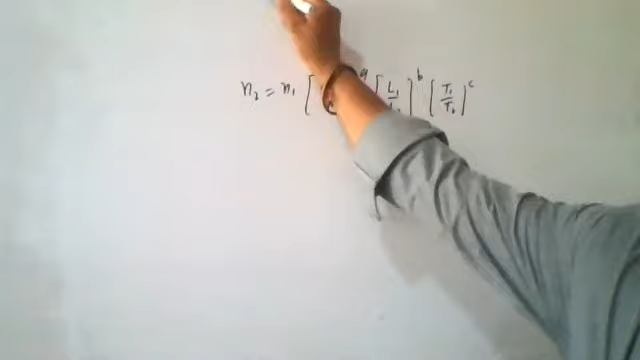 n₂ = n₁ [ ]ᵃ [L₁/L₂]ᵇ [T₁/T₂]ᶜ